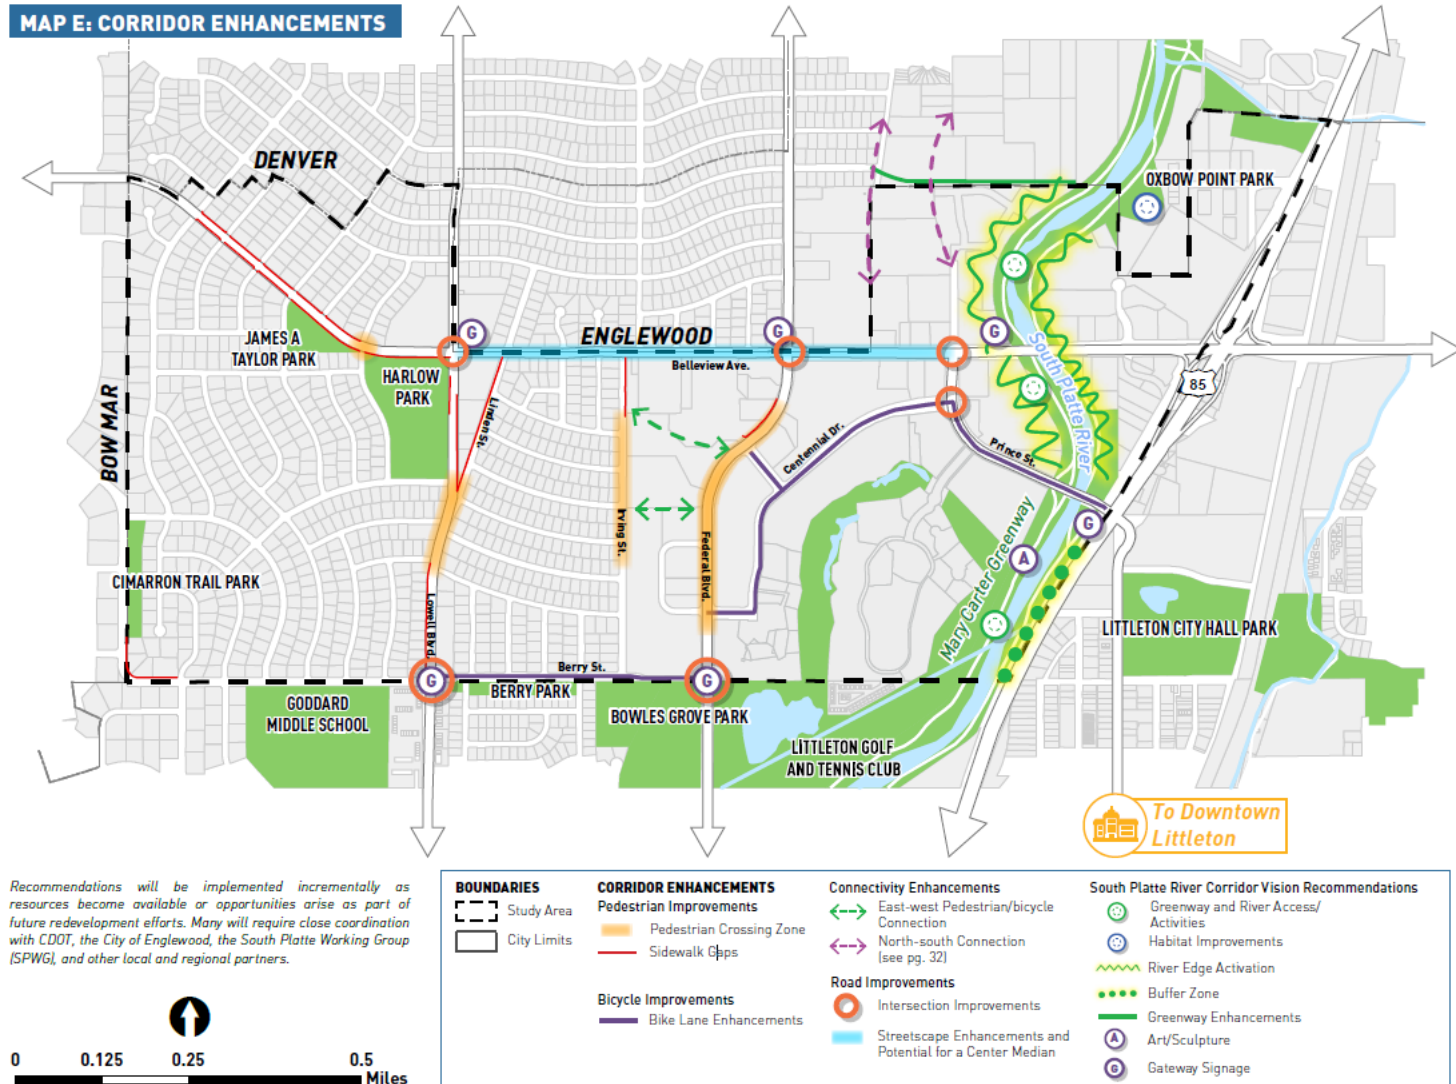 MAP E: CORRIDOR ENHANCEMENTS
DENVER
OXBOW POINT PARK
G
G
G
ENGLEWOOD
JAMES A
TAYLOR PARK
Belleview Ave.
HARLOW
PARK
85
South Platte River
BOW MAR
Linden St.
Centennial Dr.
Prince St.
Irving St.
Federal Blvd.
G
A
Mary Carter Greenway
CIMARRON TRAIL PARK
Lowell Blvd.
LITTLETON CITY HALL PARK
Berry St.
G
G
BERRY PARK
GODDARD
MIDDLE SCHOOL
BOWLES GROVE PARK
LITTLETON GOLF
AND TENNIS CLUB
To Downtown
Littleton
Recommendations will be implemented incrementally as
resources become available or opportunities arise as part of
future redevelopment efforts. Many will require close coordination
with CDOT, the City of Englewood, the South Platte Working Group
(SPWG), and other local and regional partners.
0 0.125 0.25 0.5
Miles
BOUNDARIES
Study Area
City Limits
CORRIDOR ENHANCEMENTS
Pedestrian Improvements
Pedestrian Crossing Zone
Sidewalk Gaps
Bicycle Improvements
Bike Lane Enhancements
Connectivity Enhancements
East-west Pedestrian/bicycle
Connection
North-south Connection
(see pg. 32)
Road Improvements
Intersection Improvements
Streetscape Enhancements and
Potential for a Center Median
South Platte River Corridor Vision Recommendations
Greenway and River Access/
Activities
Habitat Improvements
River Edge Activation
Buffer Zone
Greenway Enhancements
A Art/Sculpture
G Gateway Signage